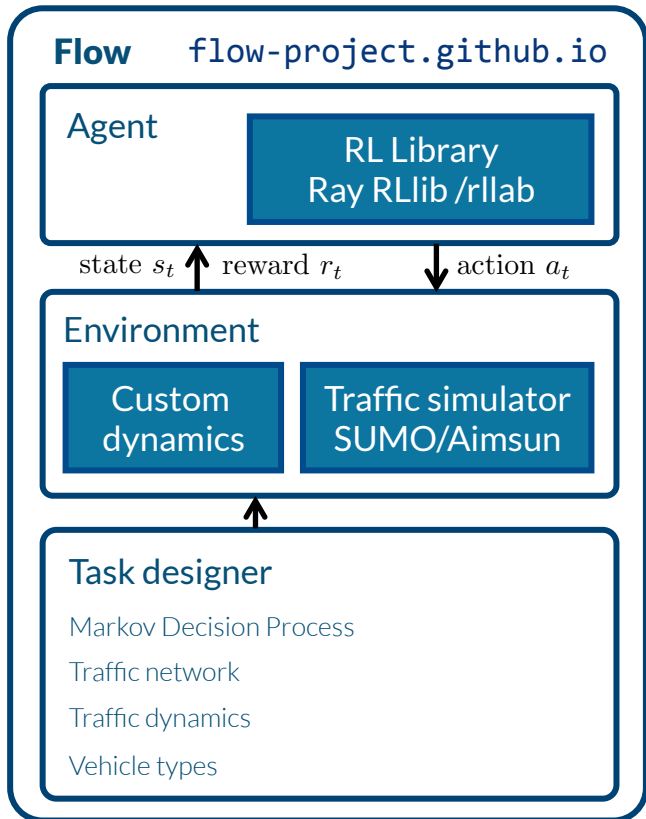 Flow flow-project.github.io
Agent
RL Library
Ray RLlib /rllab
state s_t reward r_t action a_t
Environment
Custom
dynamics
Traffic simulator
SUMO/Aimsun
Task designer
Markov Decision Process
Traffic network
Traffic dynamics
Vehicle types